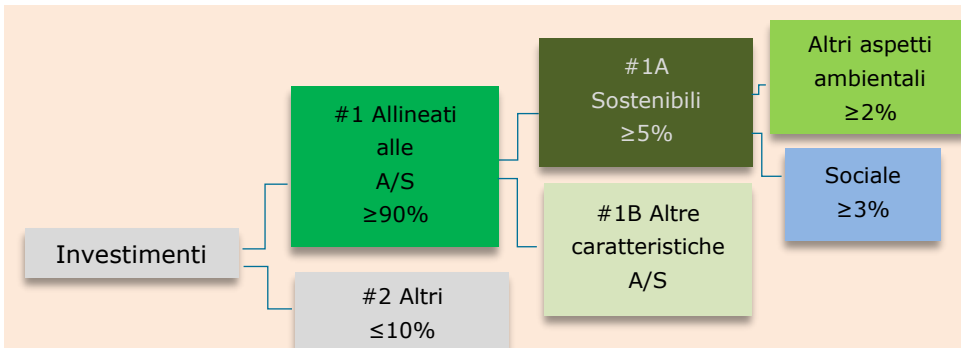 Investimenti
#1 Allineati
alle
A/S
≥90%
#2 Altri
≤10%
#1A
Sostenibili
≥5%
#1B Altre
caratteristiche
A/S
Altri aspetti
ambientali
≥2%
Sociale
≥3%